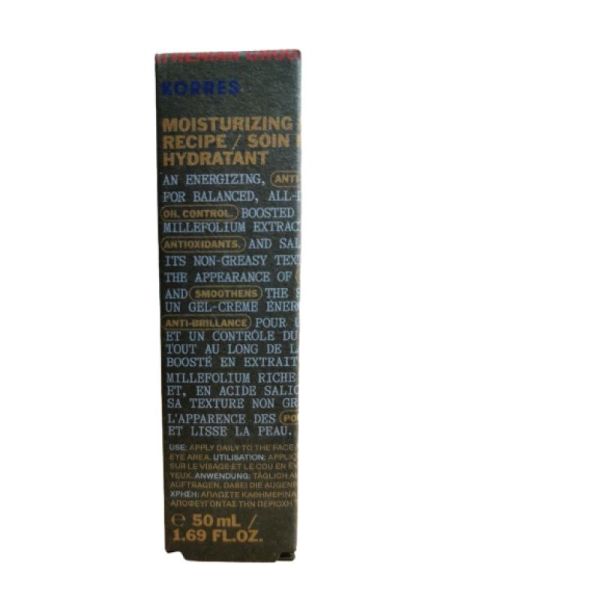 KORRES
MOISTURIZING
RECIPE / SOIN
HYDRATANT
AN ENERGIZING, ANTI-
FOR BALANCED, ALL-
OIL CONTROL. BOOSTED
MILLEFOLIUM EXTRAC
ANTIOXIDANTS, AND SAL
ITS NON-GREASY TEX
THE APPEARANCE OF
AND SMOOTHENS THE
UN GEL-CRÈME ÉNER
ANTI-BRILLANCE POUR U
ET UN CONTRÔLE DU
TOUT AU LONG DE L
BOOSTÉ EN EXTRAIT
MILLEFOLIUM RICHE
ET, EN ACIDE SALIC
SA TEXTURE NON GR
L'APPARENCE DES PO
ET LISSE LA PEAU.
USE: APPLY DAILY TO THE FACE
EYE AREA. UTILISATION: APPLIQ
SUR LE VISAGE ET LE COU EN É
YEUX. ANWENDUNG: TÄGLICH A
AUFTRAGEN, DABEI DIE AUGEN
ΧΡΗΣΗ: ΑΠΛΩΣΤΕ ΚΑΘΗΜΕΡΙΝΑ
ΑΠΟΦΕΥΓΟΝΤΑΣ ΤΗΝ ΠΕΡΙΟΧΗ
℮ 50 mL /
1.69 FL.OZ.